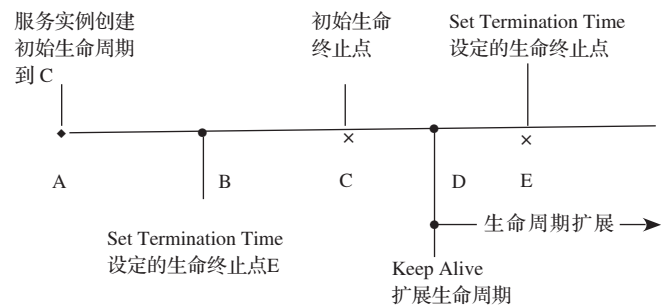 服务实例创建
初始生命周期
到 C
初始生命
终止点
Set Termination Time
设定的生命终止点
A
B
C
D
E
生命周期扩展
Set Termination Time
设定的生命终止点E
Keep Alive
扩展生命周期